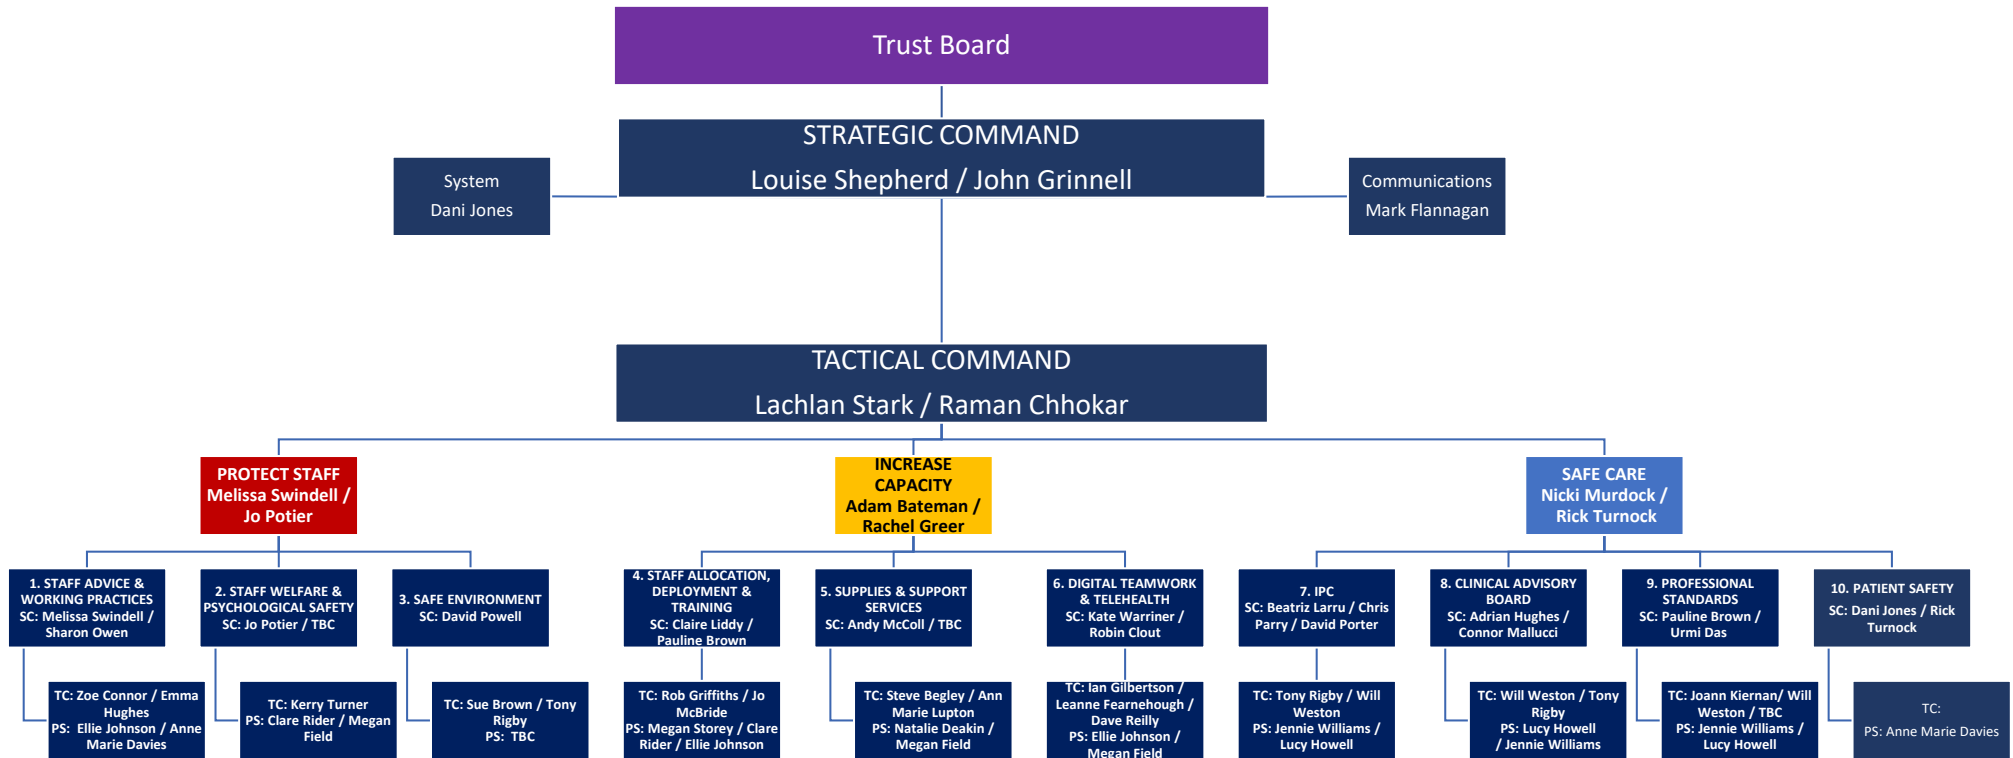 Trust Board
STRATEGIC COMMAND
Louise Shepherd / John Grinnell
System
Dani Jones
Communications
Mark Flannagan
TACTICAL COMMAND
Lachlan Stark / Raman Chhokar
PROTECT STAFF
Melissa Swindell /
Jo Potier
INCREASE
CAPACITY
Adam Bateman /
Rachel Greer
SAFE CARE
Nicki Murdock /
Rick Turnock
1. STAFF ADVICE &
WORKING PRACTICES
SC: Melissa Swindell /
Sharon Owen
2. STAFF WELFARE &
PSYCHOLOGICAL SAFETY
SC: Jo Potier / TBC
3. SAFE ENVIRONMENT
SC: David Powell
4. STAFF ALLOCATION,
DEPLOYMENT &
TRAINING
SC: Claire Liddy /
Pauline Brown
5. SUPPLIES & SUPPORT
SERVICES
SC: Andy McColl / TBC
6. DIGITAL TEAMWORK
& TELEHEALTH
SC: Kate Warriner /
Robin Clout
7. IPC
SC: Beatriz Larru / Chris
Parry / David Porter
8. CLINICAL ADVISORY
BOARD
SC: Adrian Hughes /
Connor Mallucci
9. PROFESSIONAL
STANDARDS
SC: Pauline Brown /
Urmi Das
10. PATIENT SAFETY
SC: Dani Jones / Rick
Turnock
TC: Zoe Connor / Emma
Hughes
PS:  Ellie Johnson / Anne
Marie Davies
TC: Kerry Turner
PS: Clare Rider / Megan
Field
TC: Sue Brown / Tony
Rigby
PS:  TBC
TC: Rob Griffiths / Jo
McBride
PS: Megan Storey / Clare
Rider / Ellie Johnson
TC: Steve Begley / Ann
Marie Lupton
PS: Natalie Deakin /
Megan Field
TC: Ian Gilbertson /
Leanne Fearnehough /
Dave Reilly
PS: Ellie Johnson /
Megan Field
TC: Tony Rigby / Will
Weston
PS: Jennie Williams /
Lucy Howell
TC: Will Weston / Tony
Rigby
PS: Lucy Howell
/ Jennie Williams
TC: Joann Kiernan/ Will
Weston / TBC
PS: Jennie Williams /
Lucy Howell
TC:
PS: Anne Marie Davies